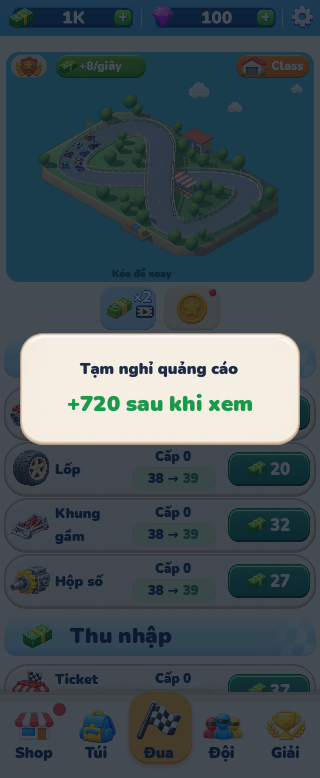 1K
100
+8/giây
Class
Kéo để xoay
x2
Tạm nghỉ quảng cáo
+720 sau khi xem
Lốp
Cấp 0
38 → 39
20
Khung gầm
Cấp 0
38 → 39
32
Hộp số
Cấp 0
38 → 39
27
Thu nhập
Ticket
Cấp 0
37
Shop
Túi
Đua
Đội
Giải